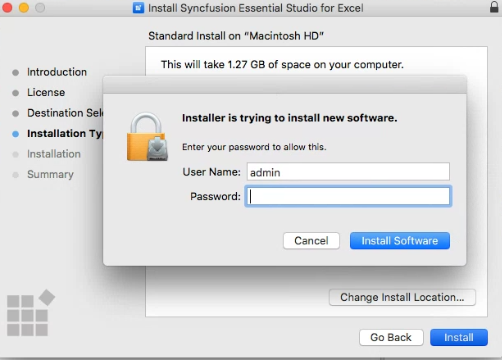 Install Syncfusion Essential Studio for Excel
Standard Install on “Macintosh HD”
Introduction
License
Destination Sele
Installation Ty
Installation
Summary
This will take 1.27 GB of space on your computer.
Installer is trying to install new software.
Enter your password to allow this.
User Name: admin
Password:
Cancel
Install Software
Change Install Location...
Go Back
Install